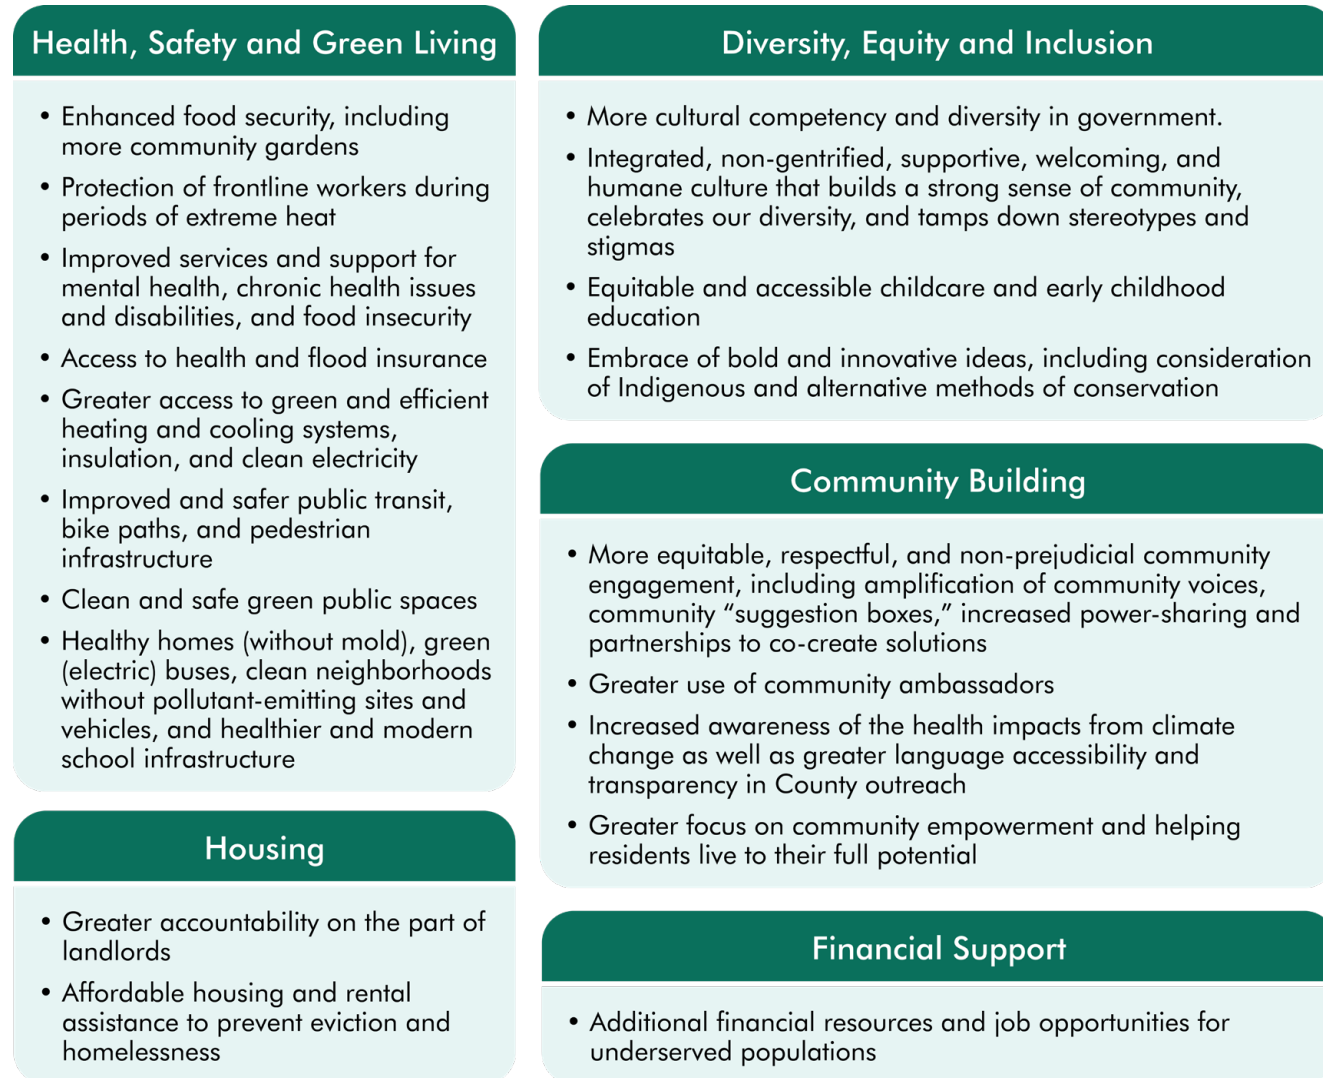 Health, Safety and Green Living
• Enhanced food security, including
more community gardens
• Protection of frontline workers during
periods of extreme heat
• Improved services and support for
mental health, chronic health issues
and disabilities, and food insecurity
• Access to health and flood insurance
• Greater access to green and efficient
heating and cooling systems,
insulation, and clean electricity
• Improved and safer public transit,
bike paths, and pedestrian
infrastructure
• Clean and safe green public spaces
• Healthy homes (without mold), green
(electric) buses, clean neighborhoods
without pollutant-emitting sites and
vehicles, and healthier and modern
school infrastructure
Housing
• Greater accountability on the part of
landlords
• Affordable housing and rental
assistance to prevent eviction and
homelessness
Diversity, Equity and Inclusion
• More cultural competency and diversity in government.
• Integrated, non-gentrified, supportive, welcoming, and
humane culture that builds a strong sense of community,
celebrates our diversity, and tamps down stereotypes and
stigmas
• Equitable and accessible childcare and early childhood
education
• Embrace of bold and innovative ideas, including consideration
of Indigenous and alternative methods of conservation
Community Building
• More equitable, respectful, and non-prejudicial community
engagement, including amplification of community voices,
community “suggestion boxes,” increased power-sharing and
partnerships to co-create solutions
• Greater use of community ambassadors
• Increased awareness of the health impacts from climate
change as well as greater language accessibility and
transparency in County outreach
• Greater focus on community empowerment and helping
residents live to their full potential
Financial Support
• Additional financial resources and job opportunities for
underserved populations